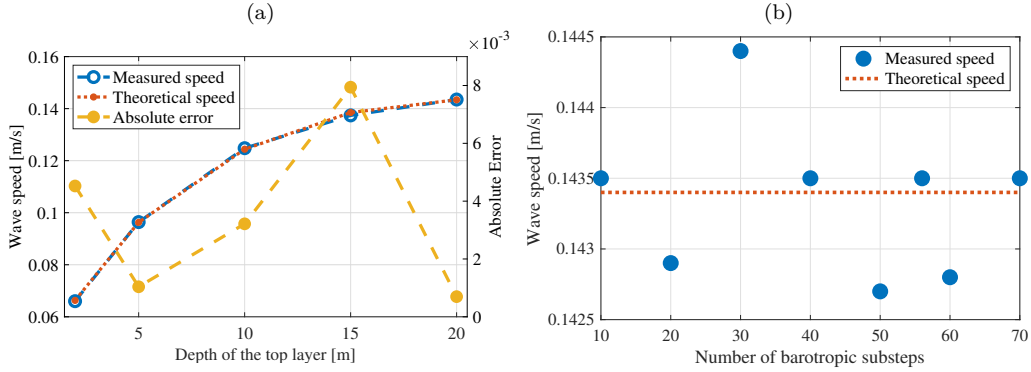 (a)
×10⁻³
0.16
0.14
0.12
0.1
0.08
0.06
Wave speed [m/s]
Measured speed
Theoretical speed
Absolute error
8
6
4
2
0
Absolute Error
5
10
15
20
Depth of the top layer [m]
(b)
0.1445
0.144
0.1435
0.143
0.1425
Wave speed [m/s]
Measured speed
Theoretical speed
10
20
30
40
50
60
70
Number of barotropic substeps